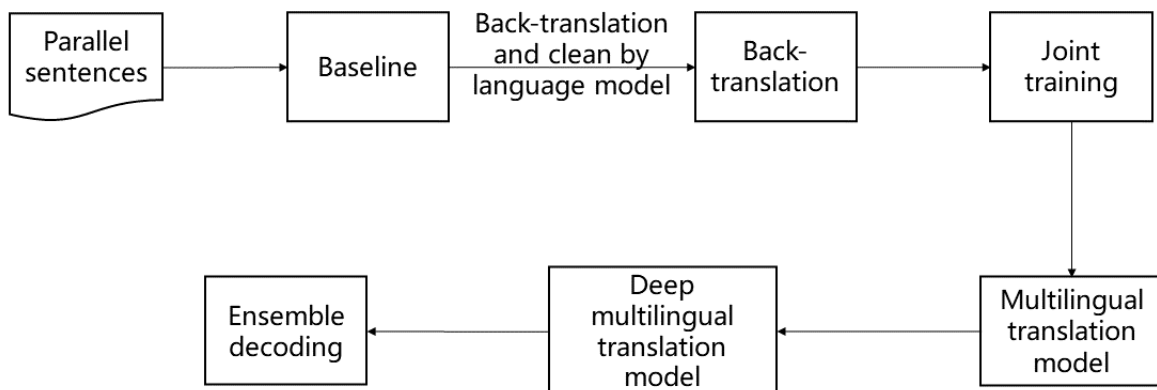 Parallel
sentences
Baseline
Back-translation
and clean by
language model
Back-
translation
Joint
training
Ensemble
decoding
Deep
multilingual
translation
model
Multilingual
translation
model